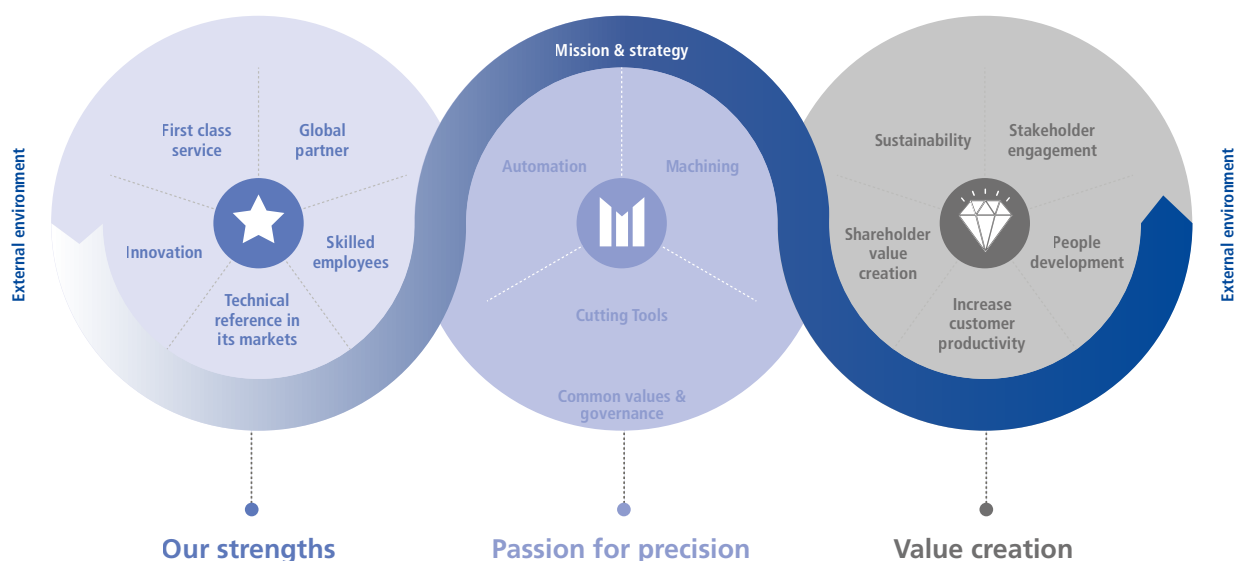 Mission & strategy
External environment
First class
service
Global
partner
Innovation
Skilled
employees
Technical
reference in
its markets
Automation
Machining
Cutting Tools
Common values &
governance
Sustainability
Stakeholder
engagement
Shareholder
value
creation
People
development
Increase
customer
productivity
External environment
Our strengths
Passion for precision
Value creation